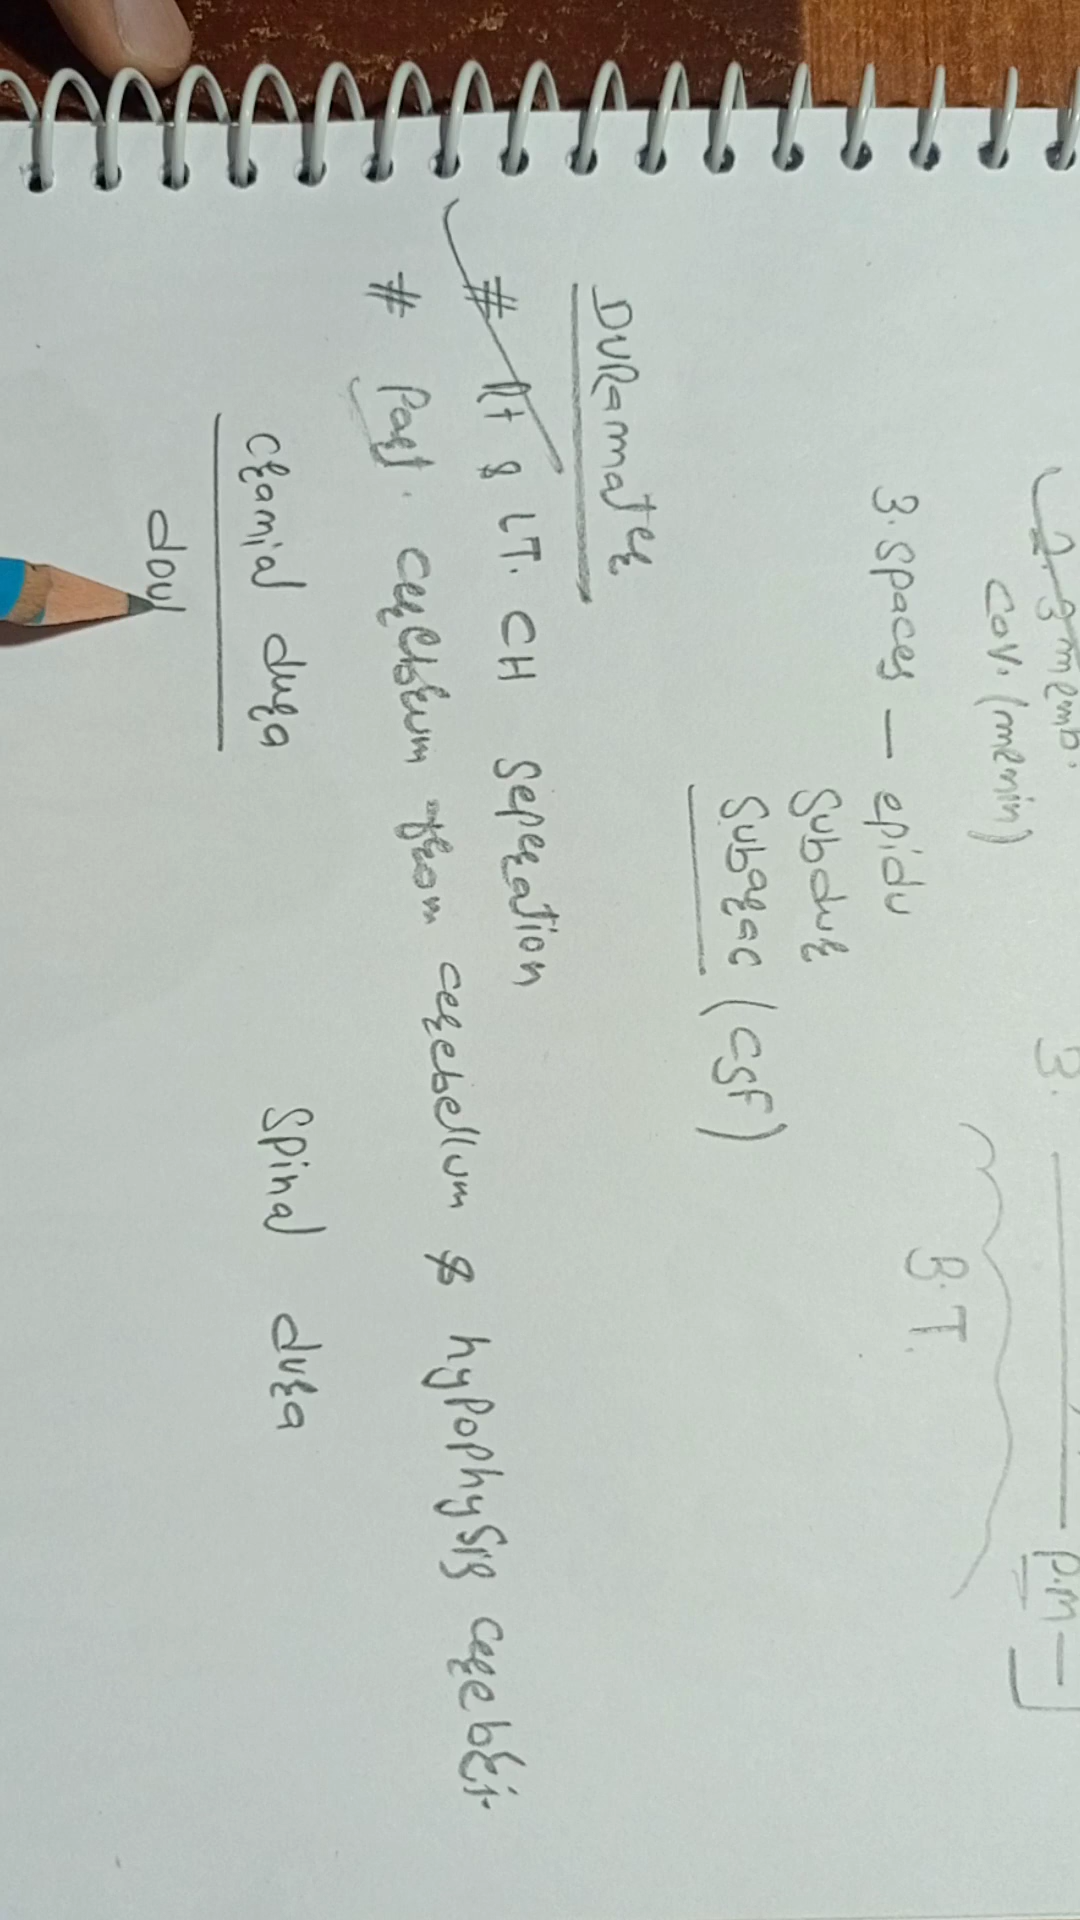 2. 3 memb.
cov. (menin)
3. ___ P.M —
B.T.
3. Spaces — epidu
Subdur
Subarac (CSF)
DURamater
# Rt & LT. CH Seperation
# Part. cerebrum from cerebellum & hypophysis cerebri.
cranial dura    Spinal dura
doul